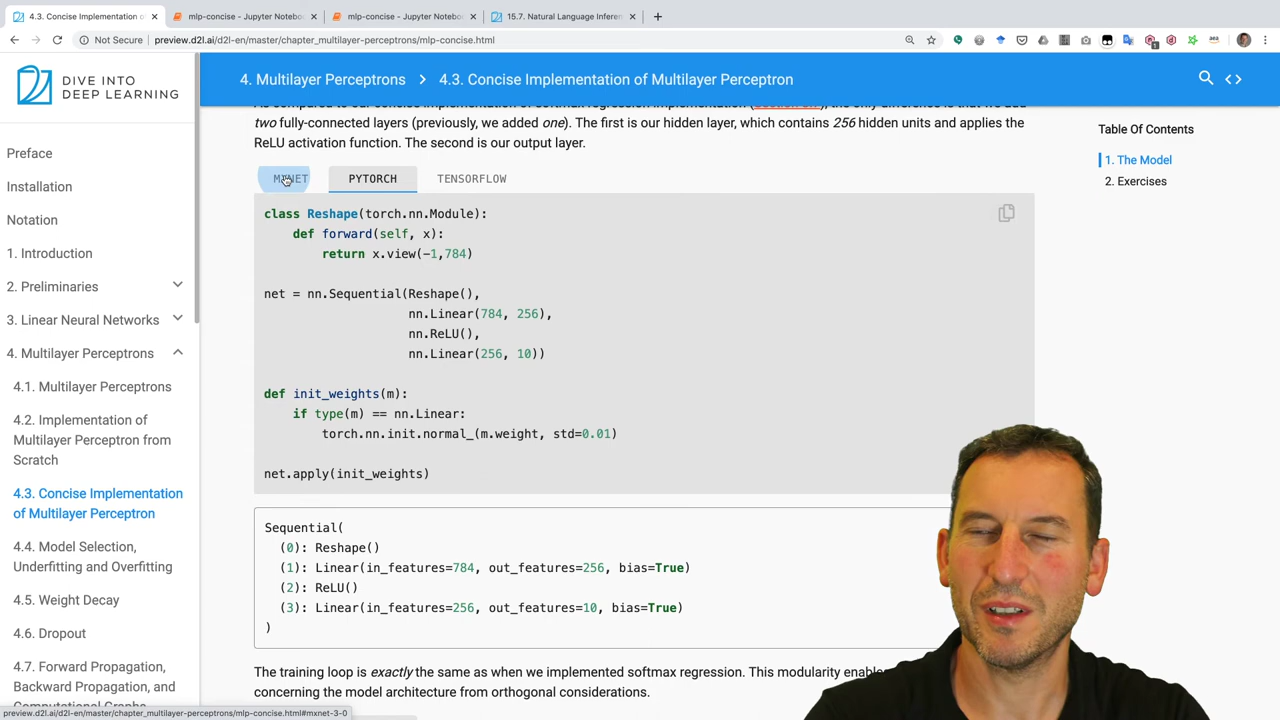 4.3. Concise Implementation of
mlp-concise - Jupyter Noteboo
mlp-concise - Jupyter Noteboo
15.7. Natural Language Inferen
Not Secure
preview.d2l.ai/d2l-en/master/chapter_multilayer-perceptrons/mlp-concise.html
DIVE INTO
DEEP LEARNING
4. Multilayer Perceptrons
4.3. Concise Implementation of Multilayer Perceptron
Preface
Installation
Notation
1. Introduction
2. Preliminaries
3. Linear Neural Networks
4. Multilayer Perceptrons
4.1. Multilayer Perceptrons
4.2. Implementation of
Multilayer Perceptron from
Scratch
4.3. Concise Implementation
of Multilayer Perceptron
4.4. Model Selection,
Underfitting and Overfitting
4.5. Weight Decay
4.6. Dropout
4.7. Forward Propagation,
Backward Propagation, and
Computational Graphs
two fully-connected layers (previously, we added one). The first is our hidden layer, which contains 256 hidden units and applies the
ReLU activation function. The second is our output layer.
MXNET
PYTORCH
TENSORFLOW
class Reshape(torch.nn.Module):
def forward(self, x):
return x.view(-1,784)
net = nn.Sequential(Reshape(),
nn.Linear(784, 256),
nn.ReLU(),
nn.Linear(256, 10))
def init_weights(m):
if type(m) == nn.Linear:
torch.nn.init.normal_(m.weight, std=0.01)
net.apply(init_weights)
Sequential(
(0): Reshape()
(1): Linear(in_features=784, out_features=256, bias=True)
(2): ReLU()
(3): Linear(in_features=256, out_features=10, bias=True)
)
The training loop is exactly the same as when we implemented softmax regression. This modularity enable
concerning the model architecture from orthogonal considerations.
Table Of Contents
1. The Model
2. Exercises
preview.d2l.ai/d2l-en/master/chapter_multilayer-perceptrons/mlp-concise.html#mxnet-3-0